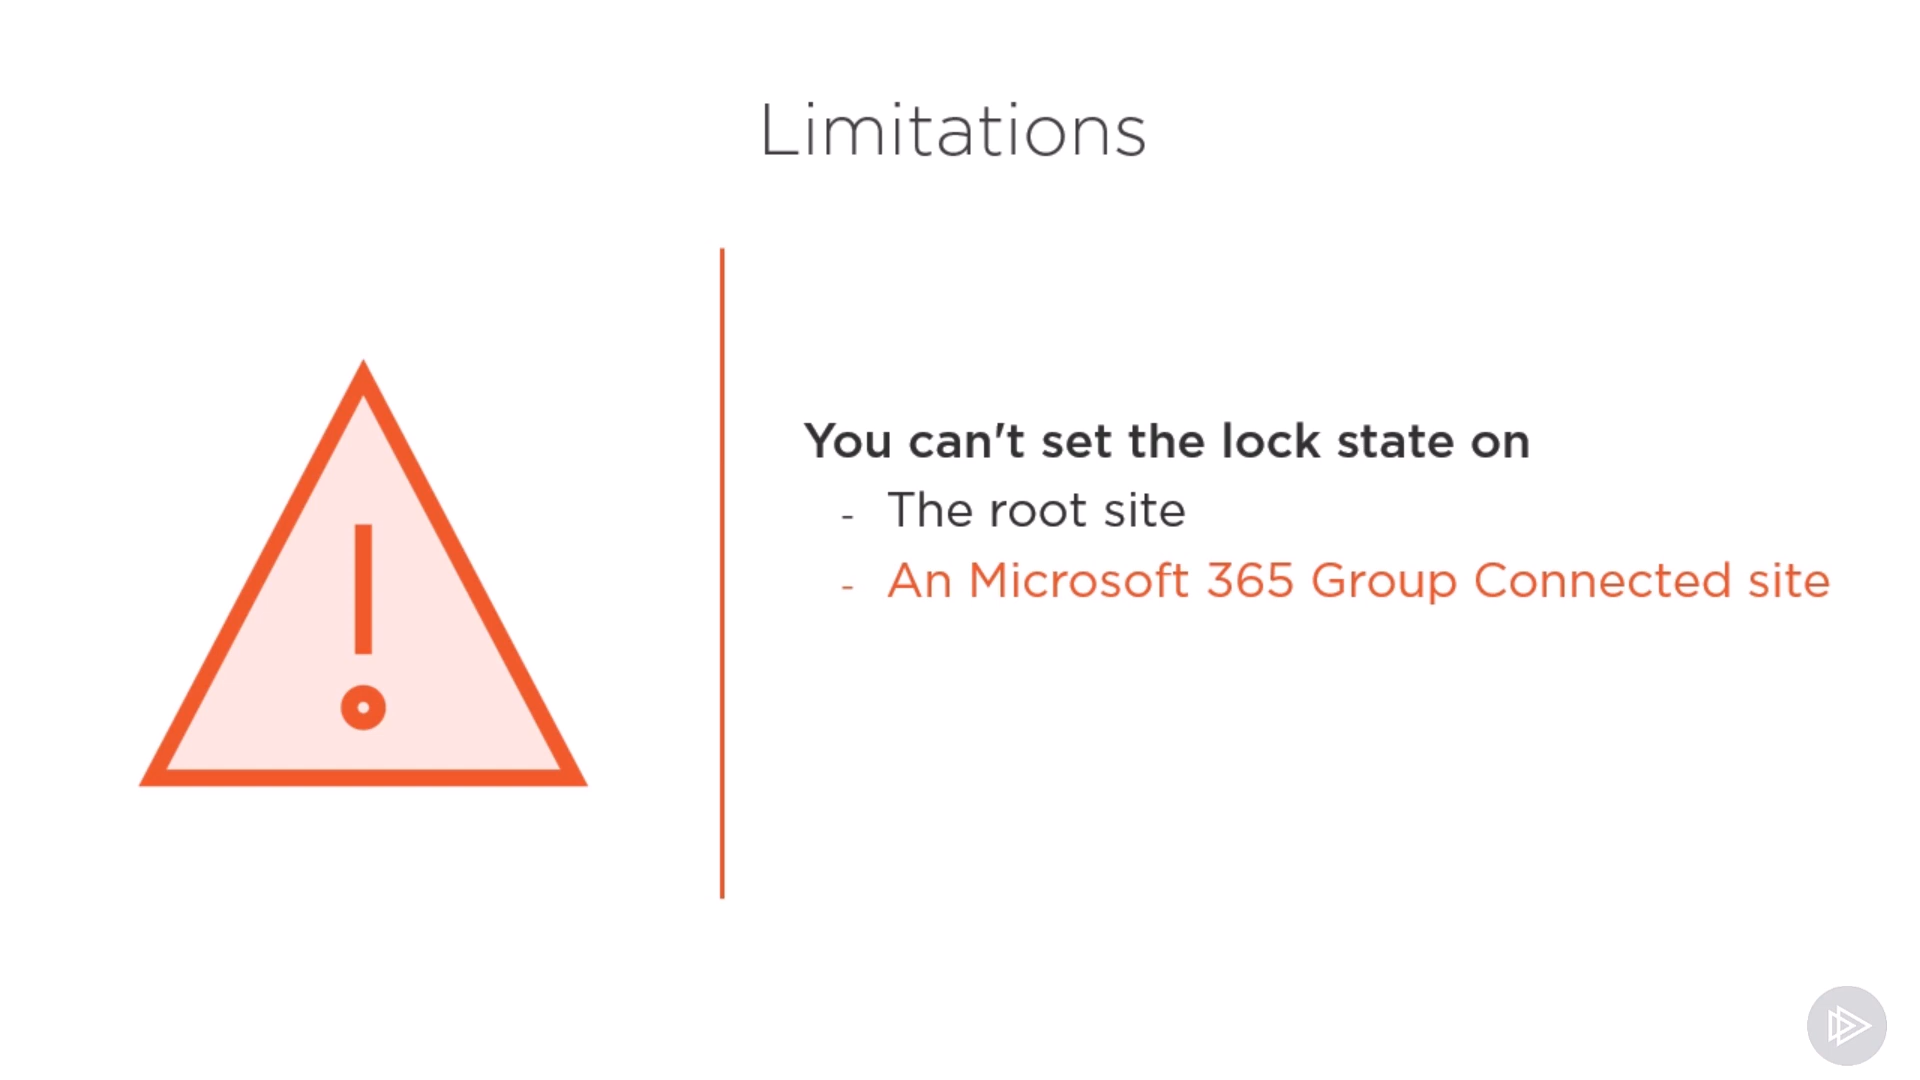 Limitations
You can't set the lock state on
- The root site
- An Microsoft 365 Group Connected site